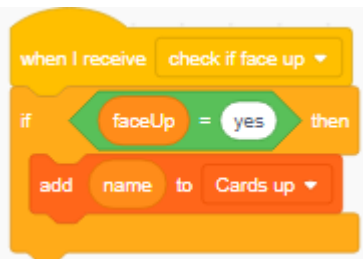 when I receive check if face up
if faceUp = yes then
add name to Cards up